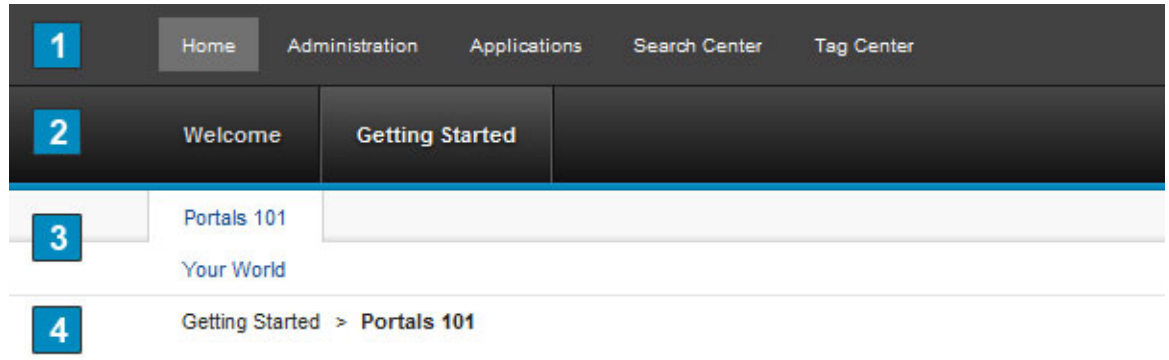 1 Home Administration Applications Search Center Tag Center
2 Welcome Getting Started
3 Portals 101
Your World
4 Getting Started > Portals 101